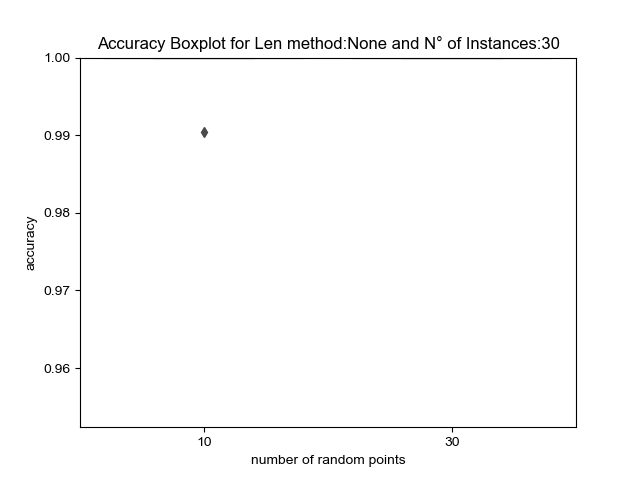 Accuracy Boxplot for Len method:None and N° of Instances:30
1.00
0.99
0.98
0.97
0.96
accuracy
10
30
number of random points